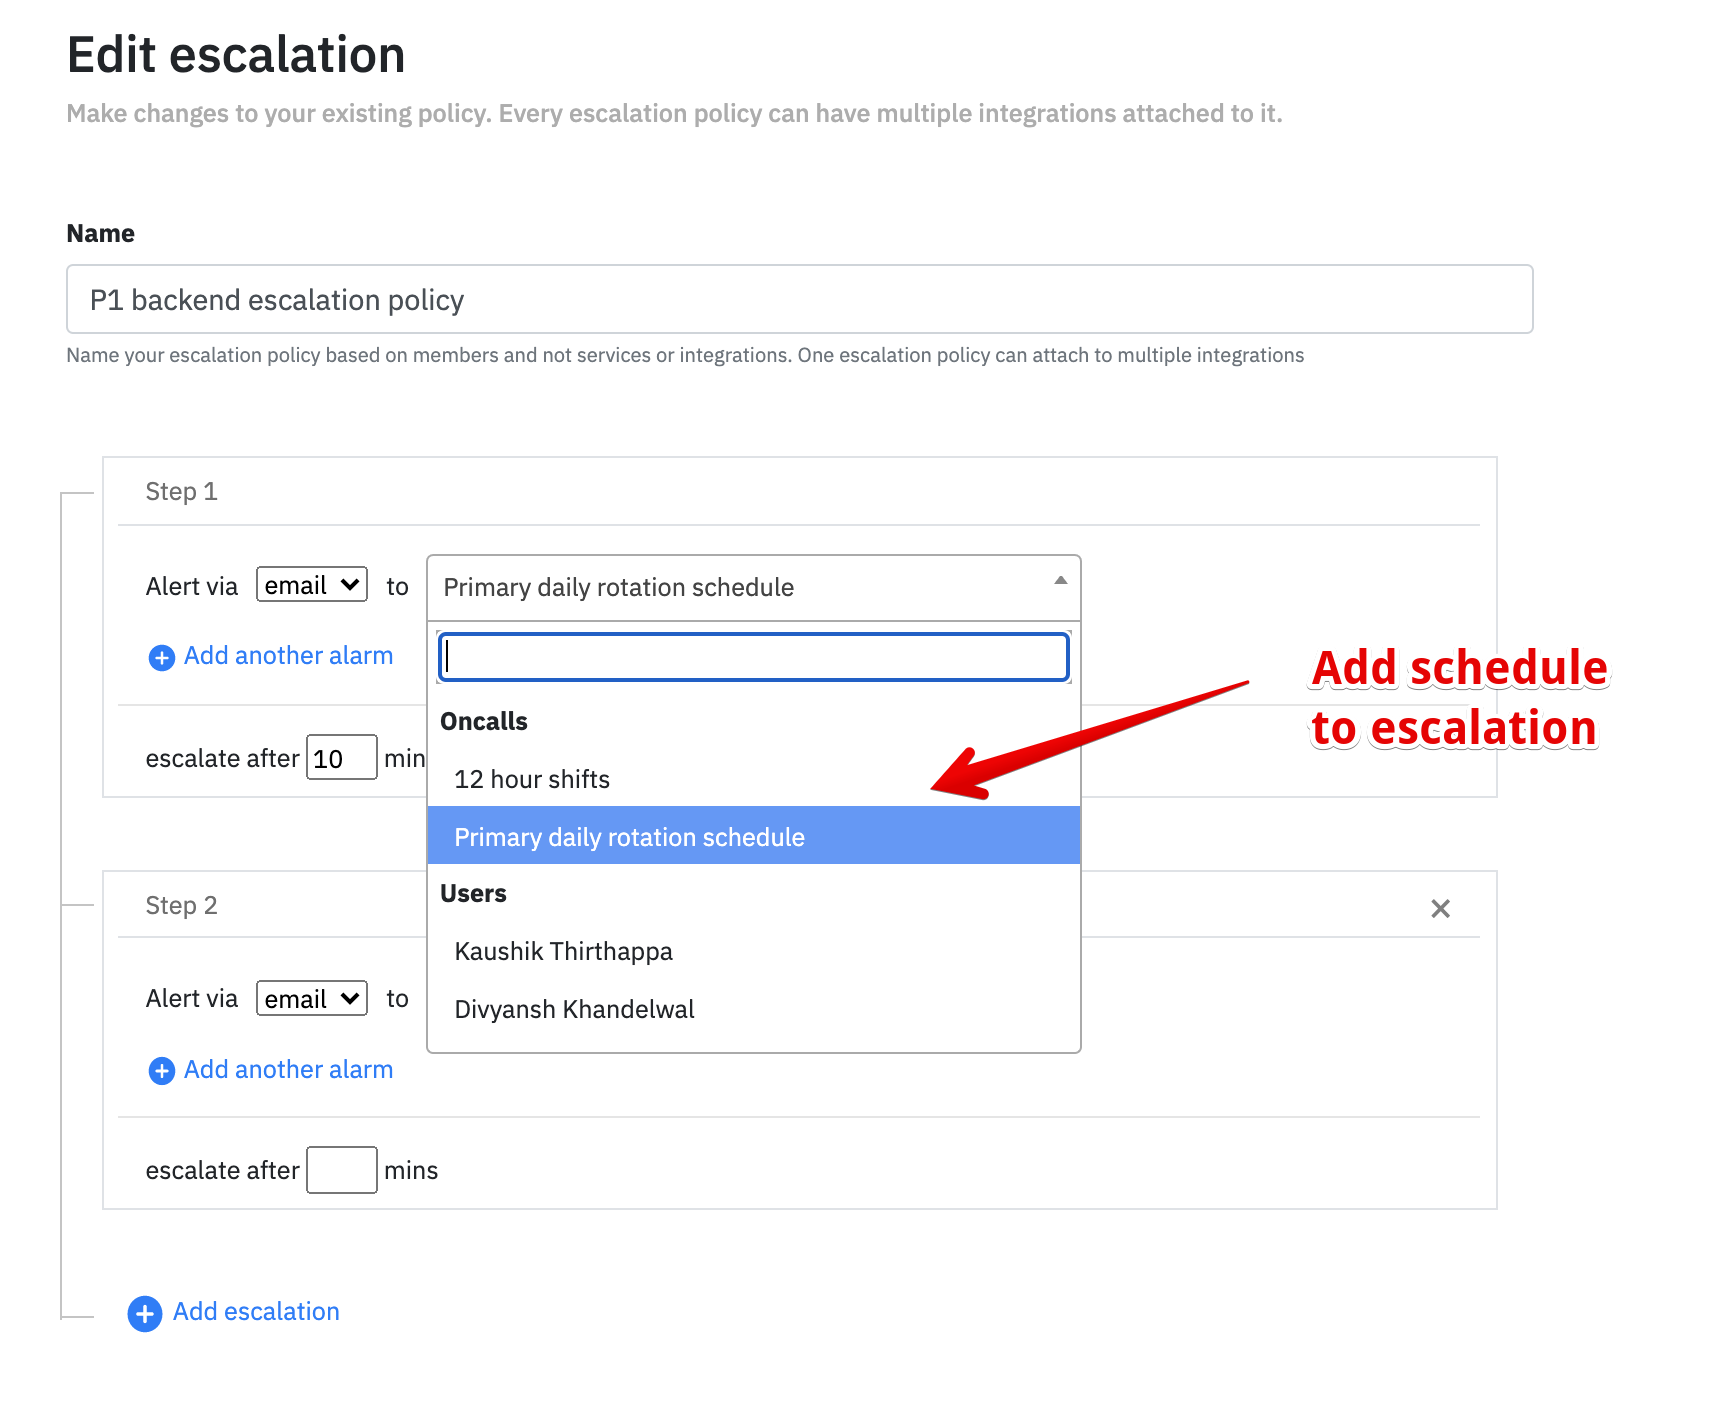 Edit escalation
Make changes to your existing policy. Every escalation policy can have multiple integrations attached to it.
Name
P1 backend escalation policy
Name your escalation policy based on members and not services or integrations. One escalation policy can attach to multiple integrations
Step 1
Alert via email to Primary daily rotation schedule
Add another alarm
escalate after 10 min
Oncalls
12 hour shifts
Primary daily rotation schedule
Users
Kaushik Thirthappa
Divyansh Khandelwal
Add schedule
to escalation
Step 2
Alert via email to
Add another alarm
escalate after mins
Add escalation